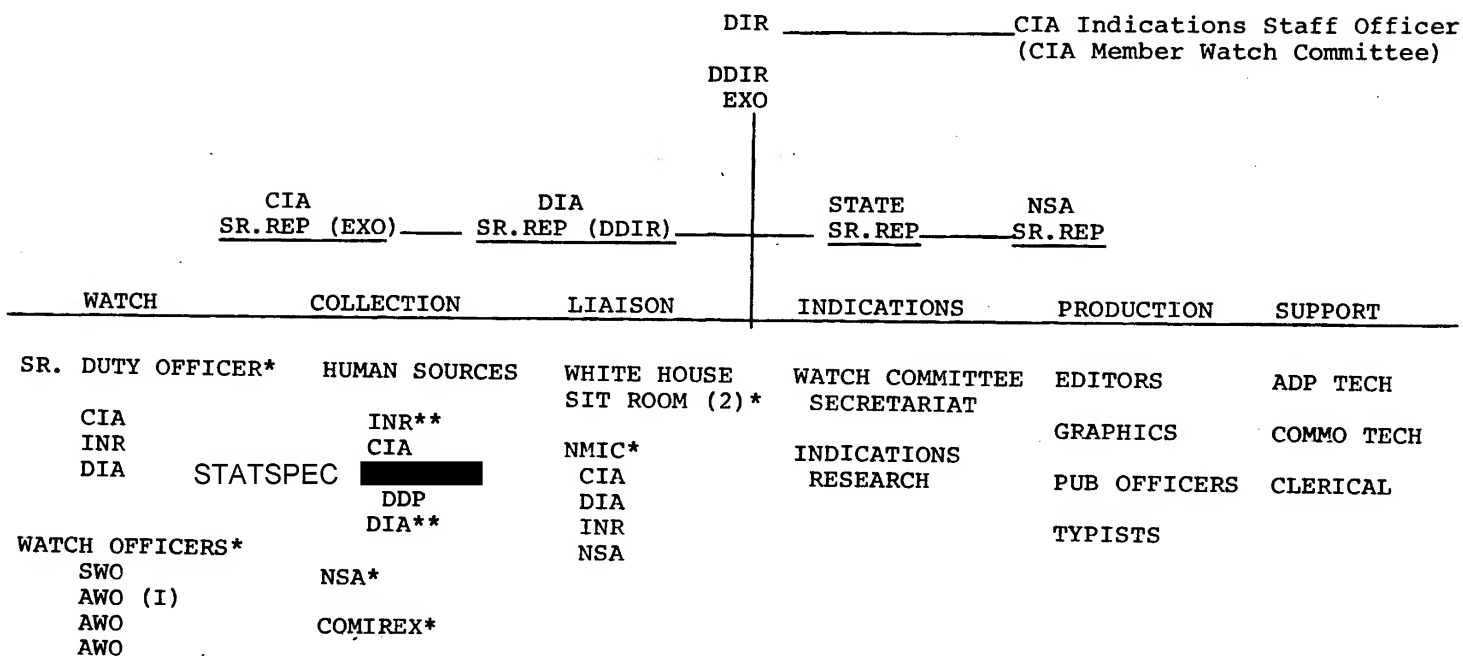 DIR CIA Indications Staff Officer
(CIA Member Watch Committee)
DDIR
EXO
CIA DIA STATE NSA
SR.REP (EXO) SR.REP (DDIR) SR.REP SR.REP
WATCH COLLECTION LIAISON INDICATIONS PRODUCTION SUPPORT
SR. DUTY OFFICER*
CIA
INR
DIA
WATCH OFFICERS*
SWO
AWO (I)
AWO
AWO
HUMAN SOURCES
INR**
CIA
STATSPEC
DDP
DIA**
NSA*
COMIREX*
WHITE HOUSE
SIT ROOM (2)*
NMIC*
CIA
DIA
INR
NSA
WATCH COMMITTEE
SECRETARIAT
INDICATIONS
RESEARCH
EDITORS
GRAPHICS
PUB OFFICERS
TYPISTS
ADP TECH
COMMO TECH
CLERICAL